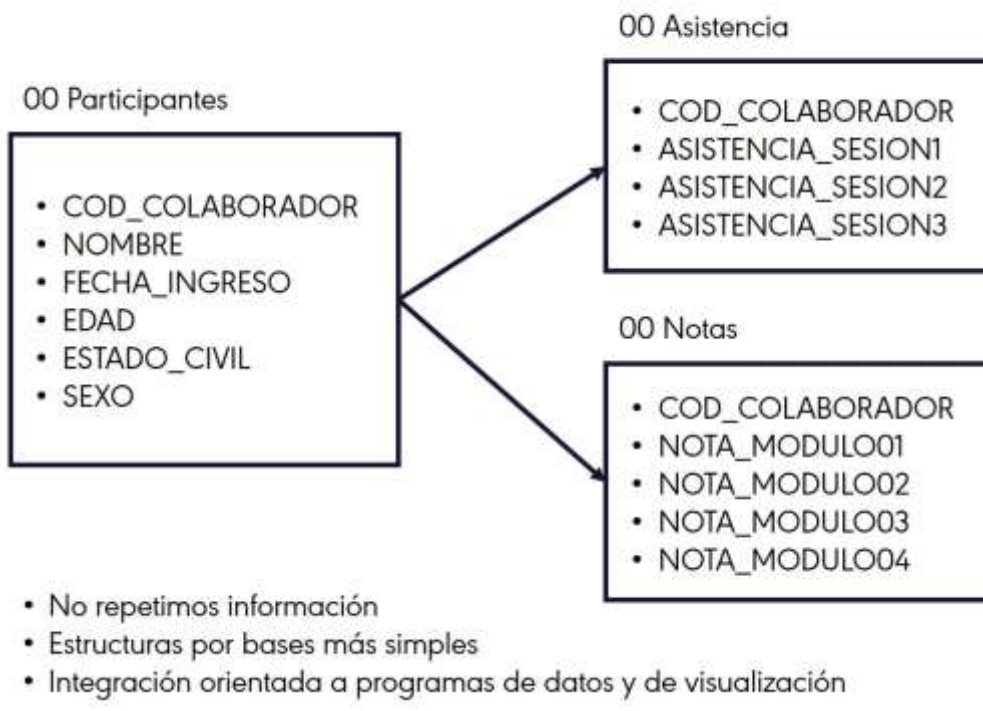 00 Participantes
• COD_COLABORADOR
• NOMBRE
• FECHA_INGRESO
• EDAD
• ESTADO_CIVIL
• SEXO
00 Asistencia
• COD_COLABORADOR
• ASISTENCIA_SESION1
• ASISTENCIA_SESION2
• ASISTENCIA_SESION3
00 Notas
• COD_COLABORADOR
• NOTA_MODULO01
• NOTA_MODULO02
• NOTA_MODULO03
• NOTA_MODULO04
• No repetimos información
• Estructuras por bases más simples
• Integración orientada a programas de datos y de visualización